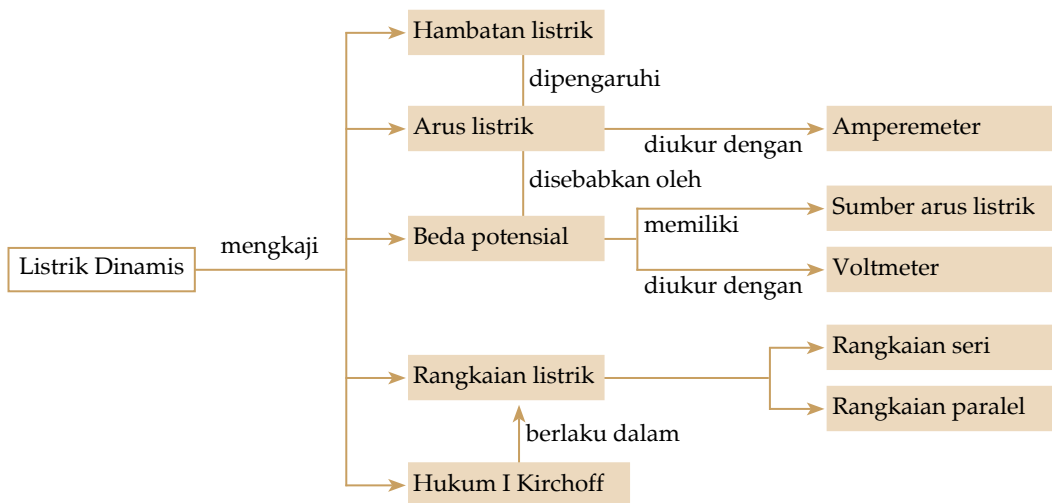 Hambatan listrik
dipengaruhi
Arus listrik
diukur dengan
Amperemeter
disebabkan oleh
Sumber arus listrik
memiliki
Beda potensial
mengkaji
Listrik Dinamis
Voltmeter
diukur dengan
Rangkaian seri
Rangkaian listrik
Rangkaian paralel
berlaku dalam
Hukum I Kirchoff